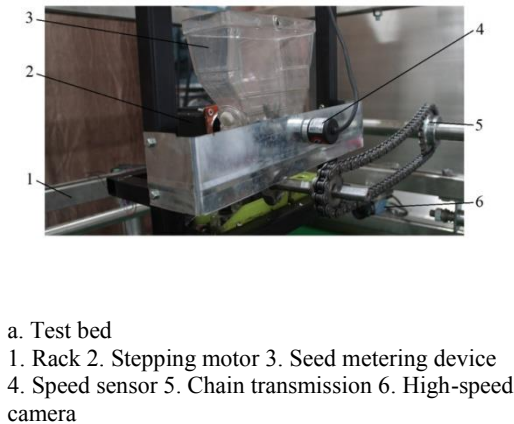 3
4
2
5
1
6
a. Test bed
1. Rack 2. Stepping motor 3. Seed metering device
4. Speed sensor 5. Chain transmission 6. High-speed
camera